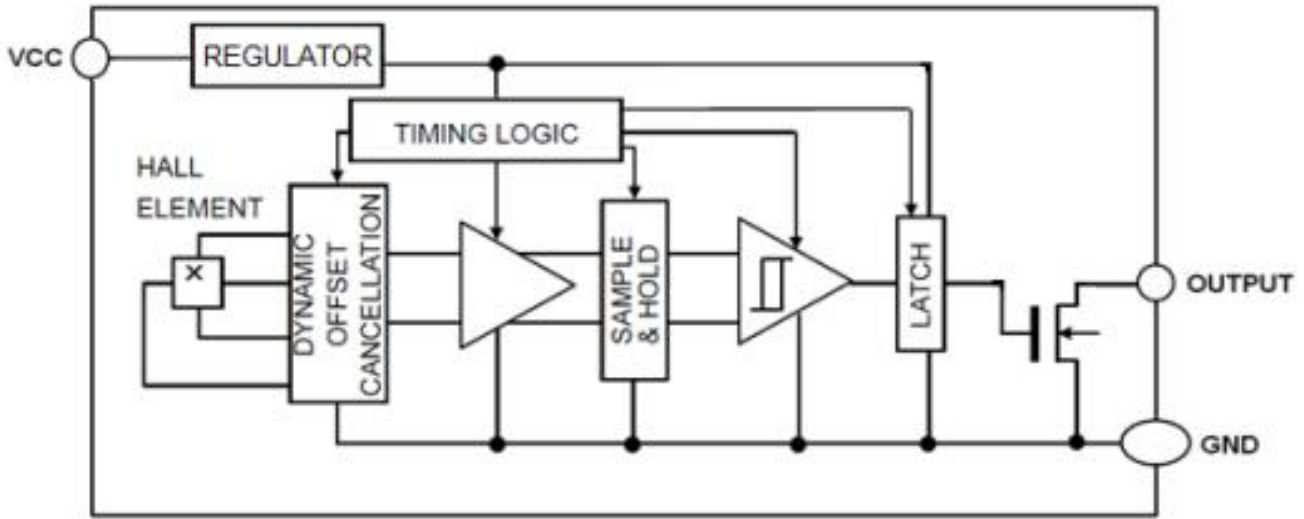 VCC
REGULATOR
TIMING LOGIC
HALL
ELEMENT
DYNAMIC
OFFSET
CANCELLATION
X
SAMPLE
& HOLD
LATCH
OUTPUT
GND